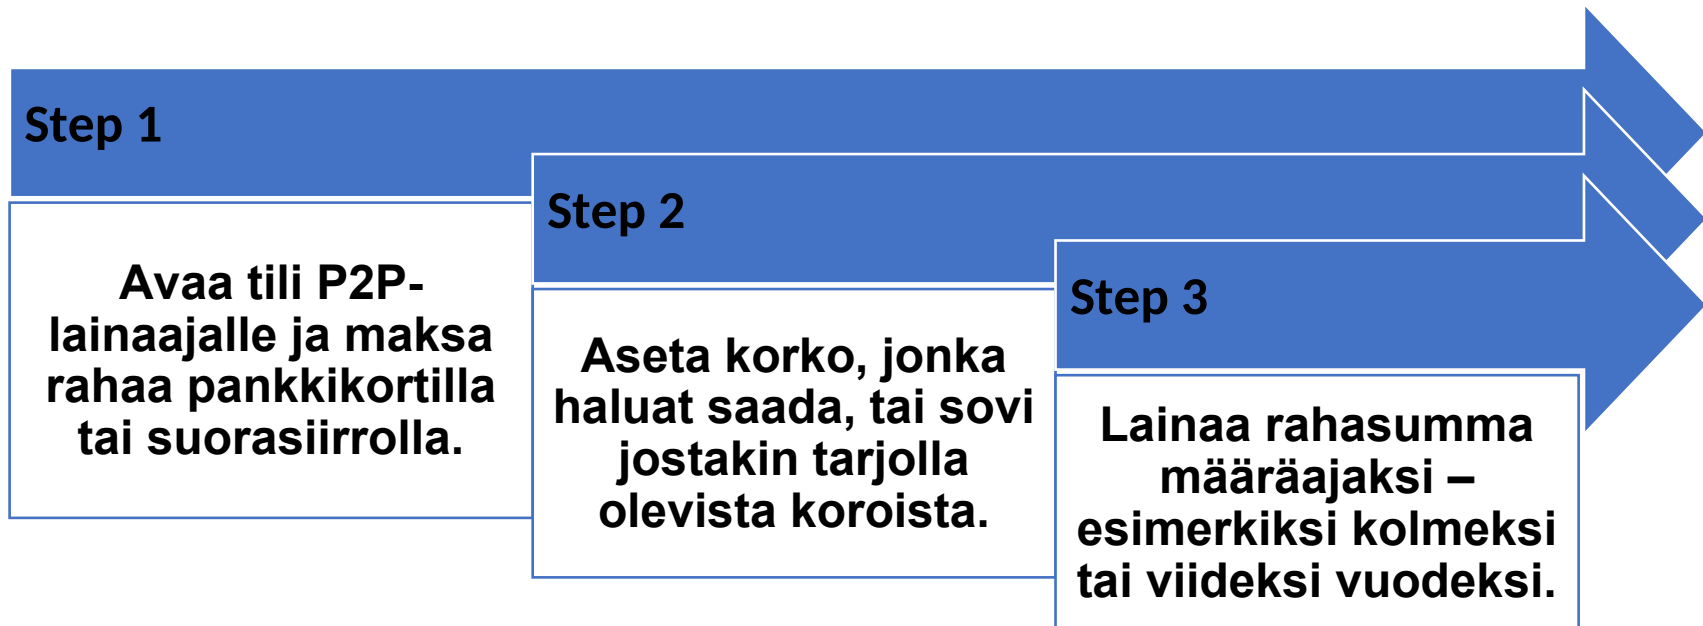 Step 1
Avaa tili P2P-
lainaajalle ja maksa
rahaa pankkikortilla
tai suorasiirrolla.
Step 2
Aseta korko, jonka
haluat saada, tai sovi
jostakin tarjolla
olevista koroista.
Step 3
Lainaa rahasumma
määräajaksi –
esimerkiksi kolmeksi
tai viideksi vuodeksi.